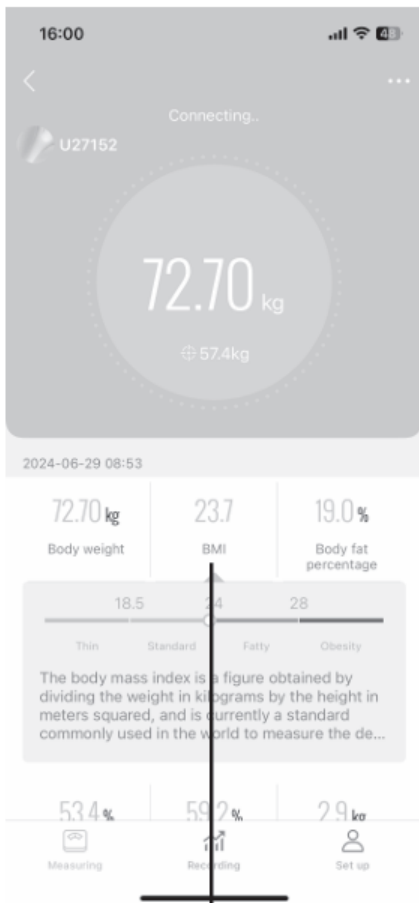 16:00
48
Connecting..
U27152
72.70 kg
57.4kg
2024-06-29 08:53
72.70 kg 23.7 19.0 %
Body weight BMI Body fat
percentage
18.5 24 28
Thin Standard Fatty Obesity
The body mass index is a figure obtained by
dividing the weight in kilograms by the height in
meters squared, and is currently a standard
commonly used in the world to measure the de...
53.4 % 59.2 % 2.9 kg
Measuring Recording Set up